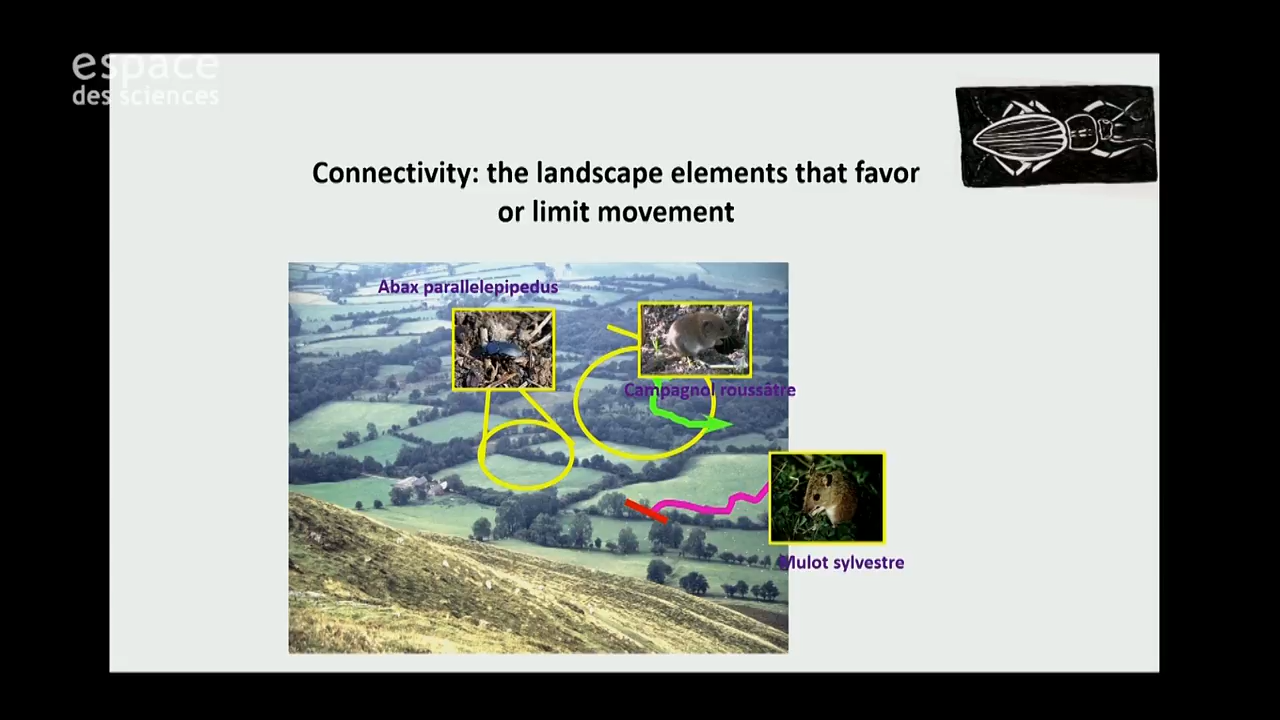 espace
des sciences
Connectivity: the landscape elements that favor
or limit movement
Abax parallelepipedus
Campagnol roussâtre
Mulot sylvestre